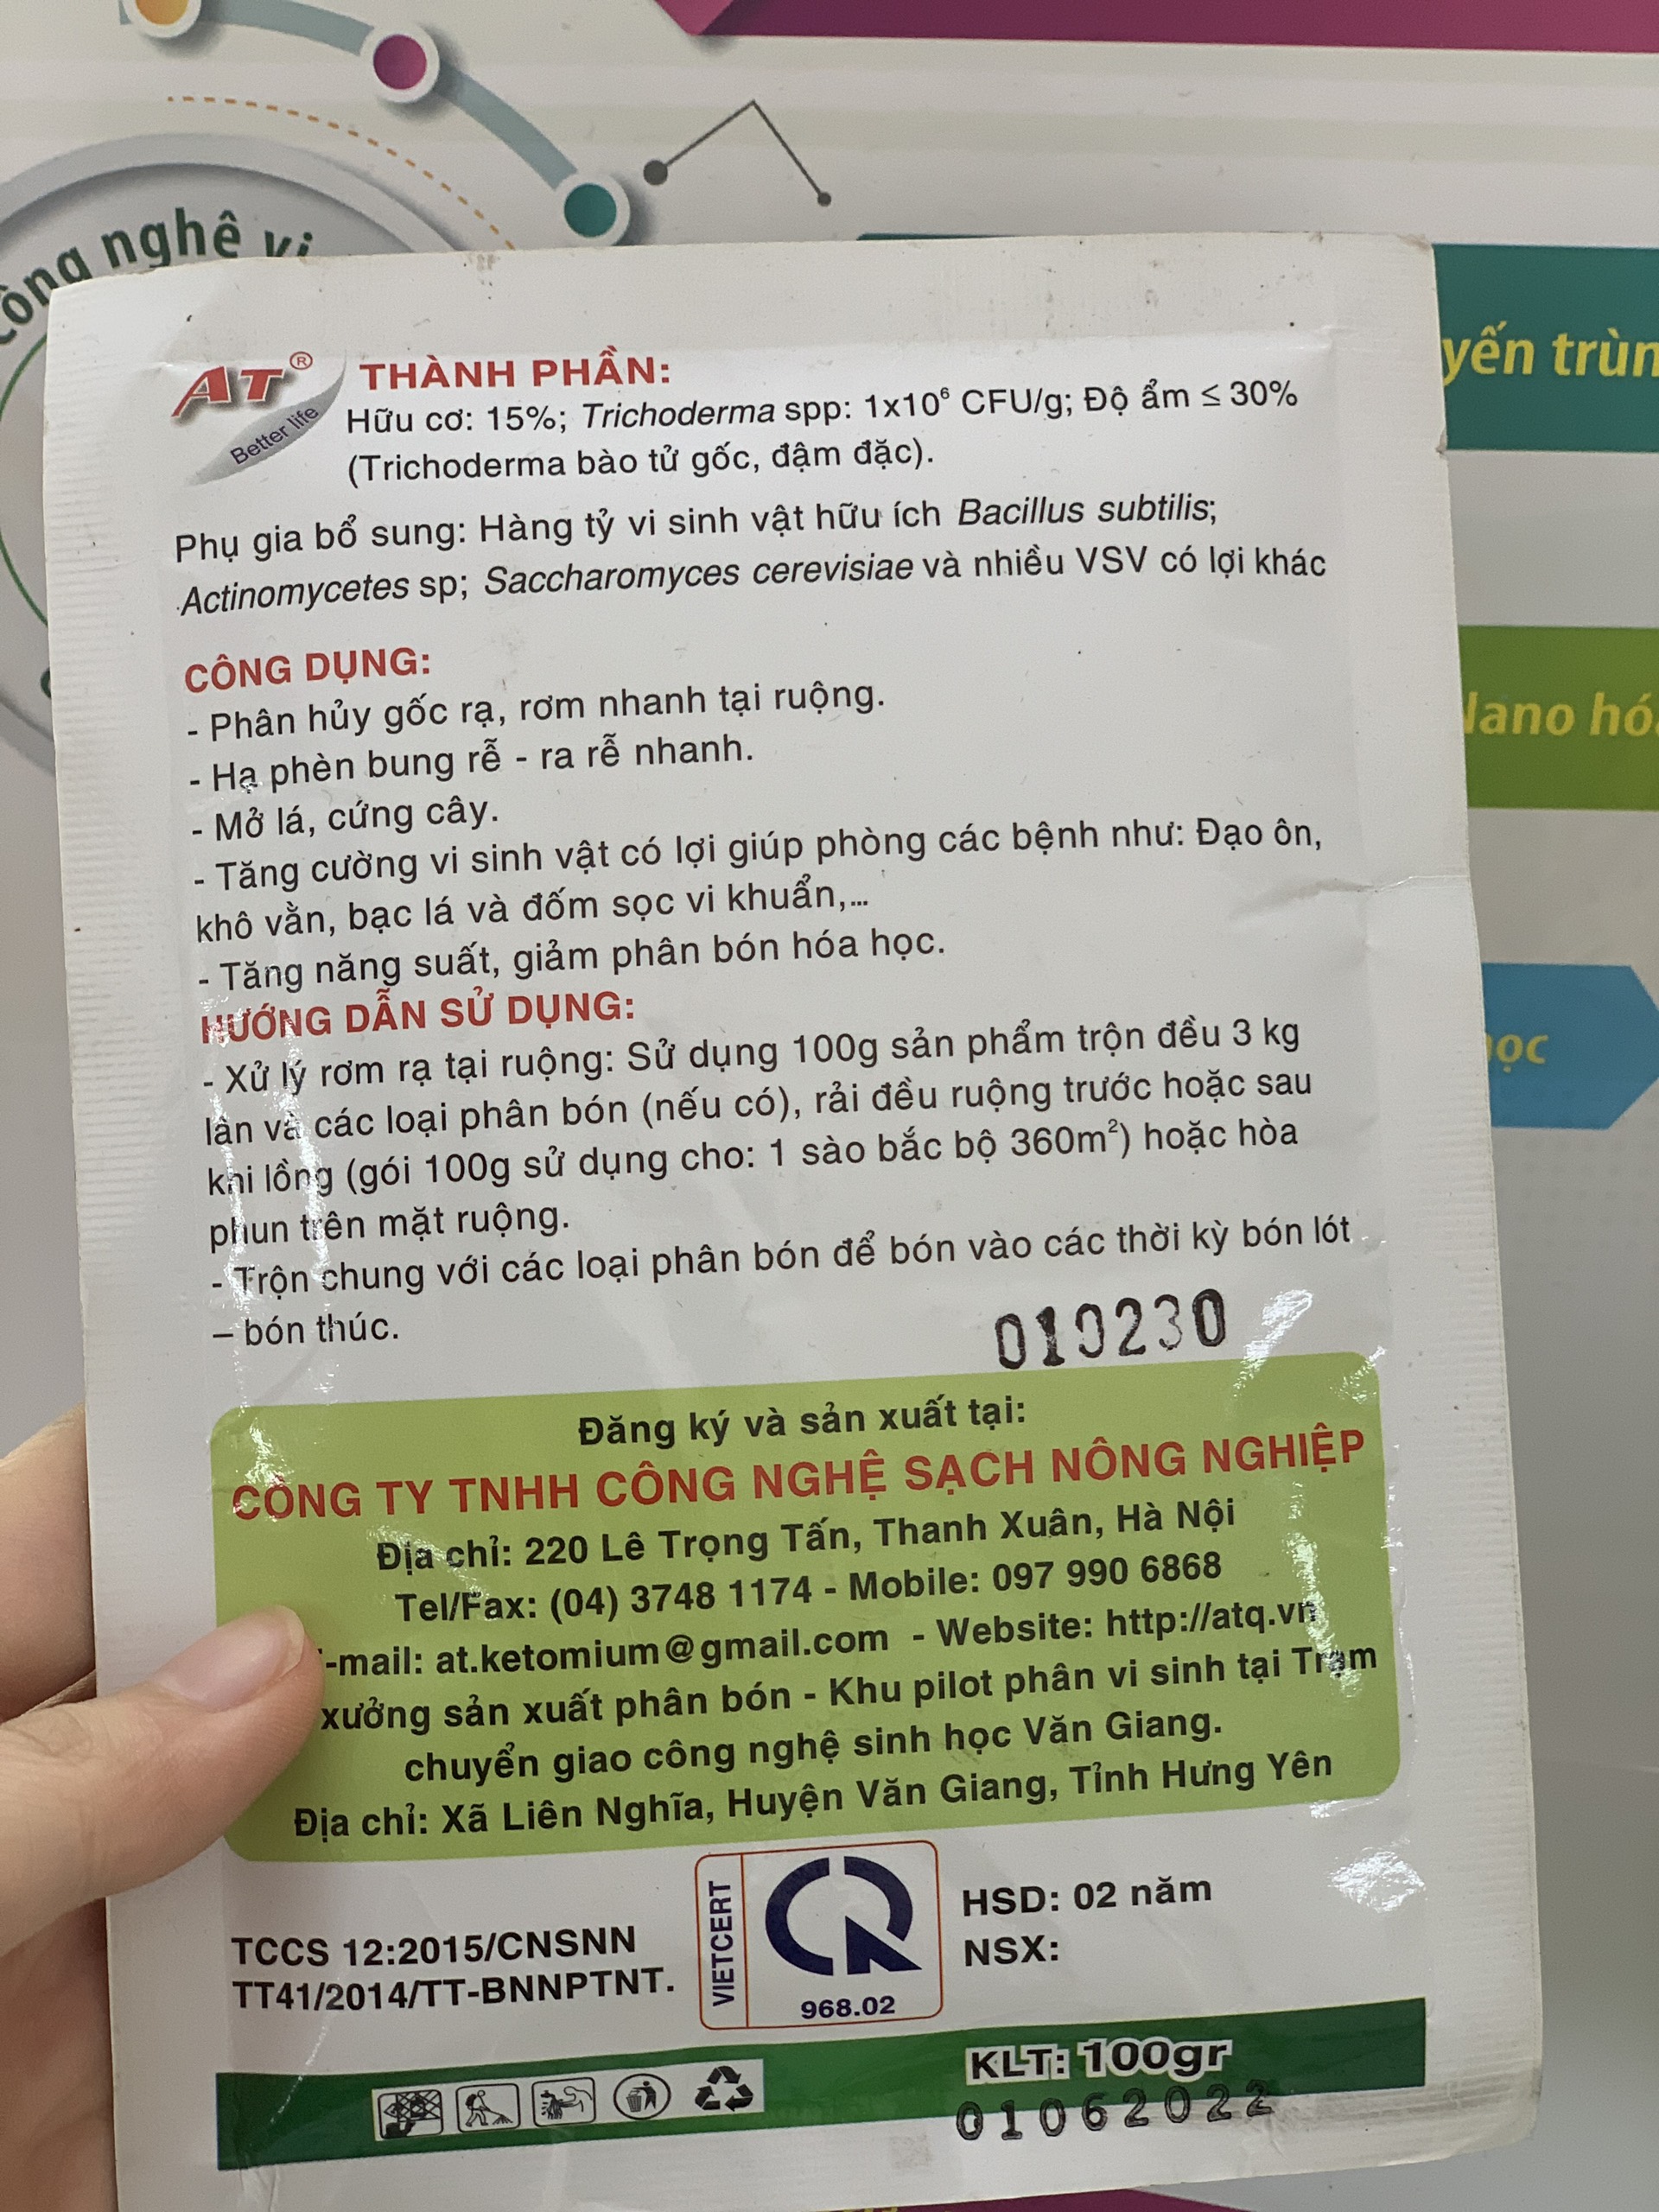 Công nghệ vi
yến trùn
Nano hó
học
AT®
Better life
THÀNH PHẦN:
Hữu cơ: 15%; Trichoderma spp: 1x10⁶ CFU/g; Độ ẩm ≤ 30%
(Trichoderma bào tử gốc, đậm đặc).
Phụ gia bổ sung: Hàng tỷ vi sinh vật hữu ích Bacillus subtilis;
Actinomycetes sp; Saccharomyces cerevisiae và nhiều VSV có lợi khác
CÔNG DỤNG:
- Phân hủy gốc rạ, rơm nhanh tại ruộng.
- Hạ phèn bung rễ - ra rễ nhanh.
- Mở lá, cứng cây.
- Tăng cường vi sinh vật có lợi giúp phòng các bệnh như: Đạo ôn,
khô vằn, bạc lá và đốm sọc vi khuẩn,...
- Tăng năng suất, giảm phân bón hóa học.
HƯỚNG DẪN SỬ DỤNG:
- Xử lý rơm rạ tại ruộng: Sử dụng 100g sản phẩm trộn đều 3 kg
lân và các loại phân bón (nếu có), rải đều ruộng trước hoặc sau
khi lồng (gói 100g sử dụng cho: 1 sào bắc bộ 360m²) hoặc hòa
phun trên mặt ruộng.
- Trộn chung với các loại phân bón để bón vào các thời kỳ bón lót
– bón thúc.
010230
Đăng ký và sản xuất tại:
CÔNG TY TNHH CÔNG NGHỆ SẠCH NÔNG NGHIỆP
Địa chỉ: 220 Lê Trọng Tấn, Thanh Xuân, Hà Nội
Tel/Fax: (04) 3748 1174 - Mobile: 097 990 6868
-mail: at.ketomium@gmail.com - Website: http://atq.vn
xưởng sản xuất phân bón - Khu pilot phân vi sinh tại Trạm
chuyển giao công nghệ sinh học Văn Giang.
Địa chỉ: Xã Liên Nghĩa, Huyện Văn Giang, Tỉnh Hưng Yên
TCCS 12:2015/CNSNN
TT41/2014/TT-BNNPTNT.
VIETCERT
968.02
HSD: 02 năm
NSX:
KLT: 100gr
01062022